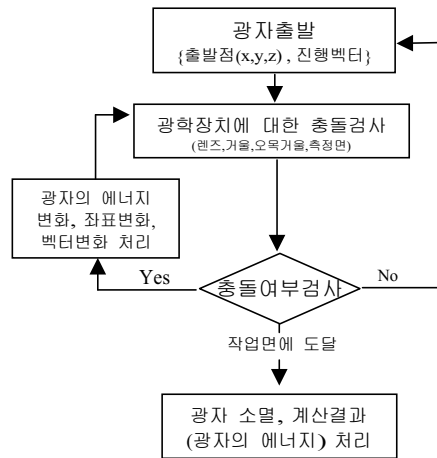 광자출발
{출발점(x,y,z) , 진행벡터}
광학장치에 대한 충돌검사
(렌즈,거울,오목거울,측정면)
광자의 에너지
변화, 좌표변화,
벡터변화 처리
Yes
충돌여부검사
No
작업면에 도달
광자 소멸, 계산결과
(광자의 에너지) 처리